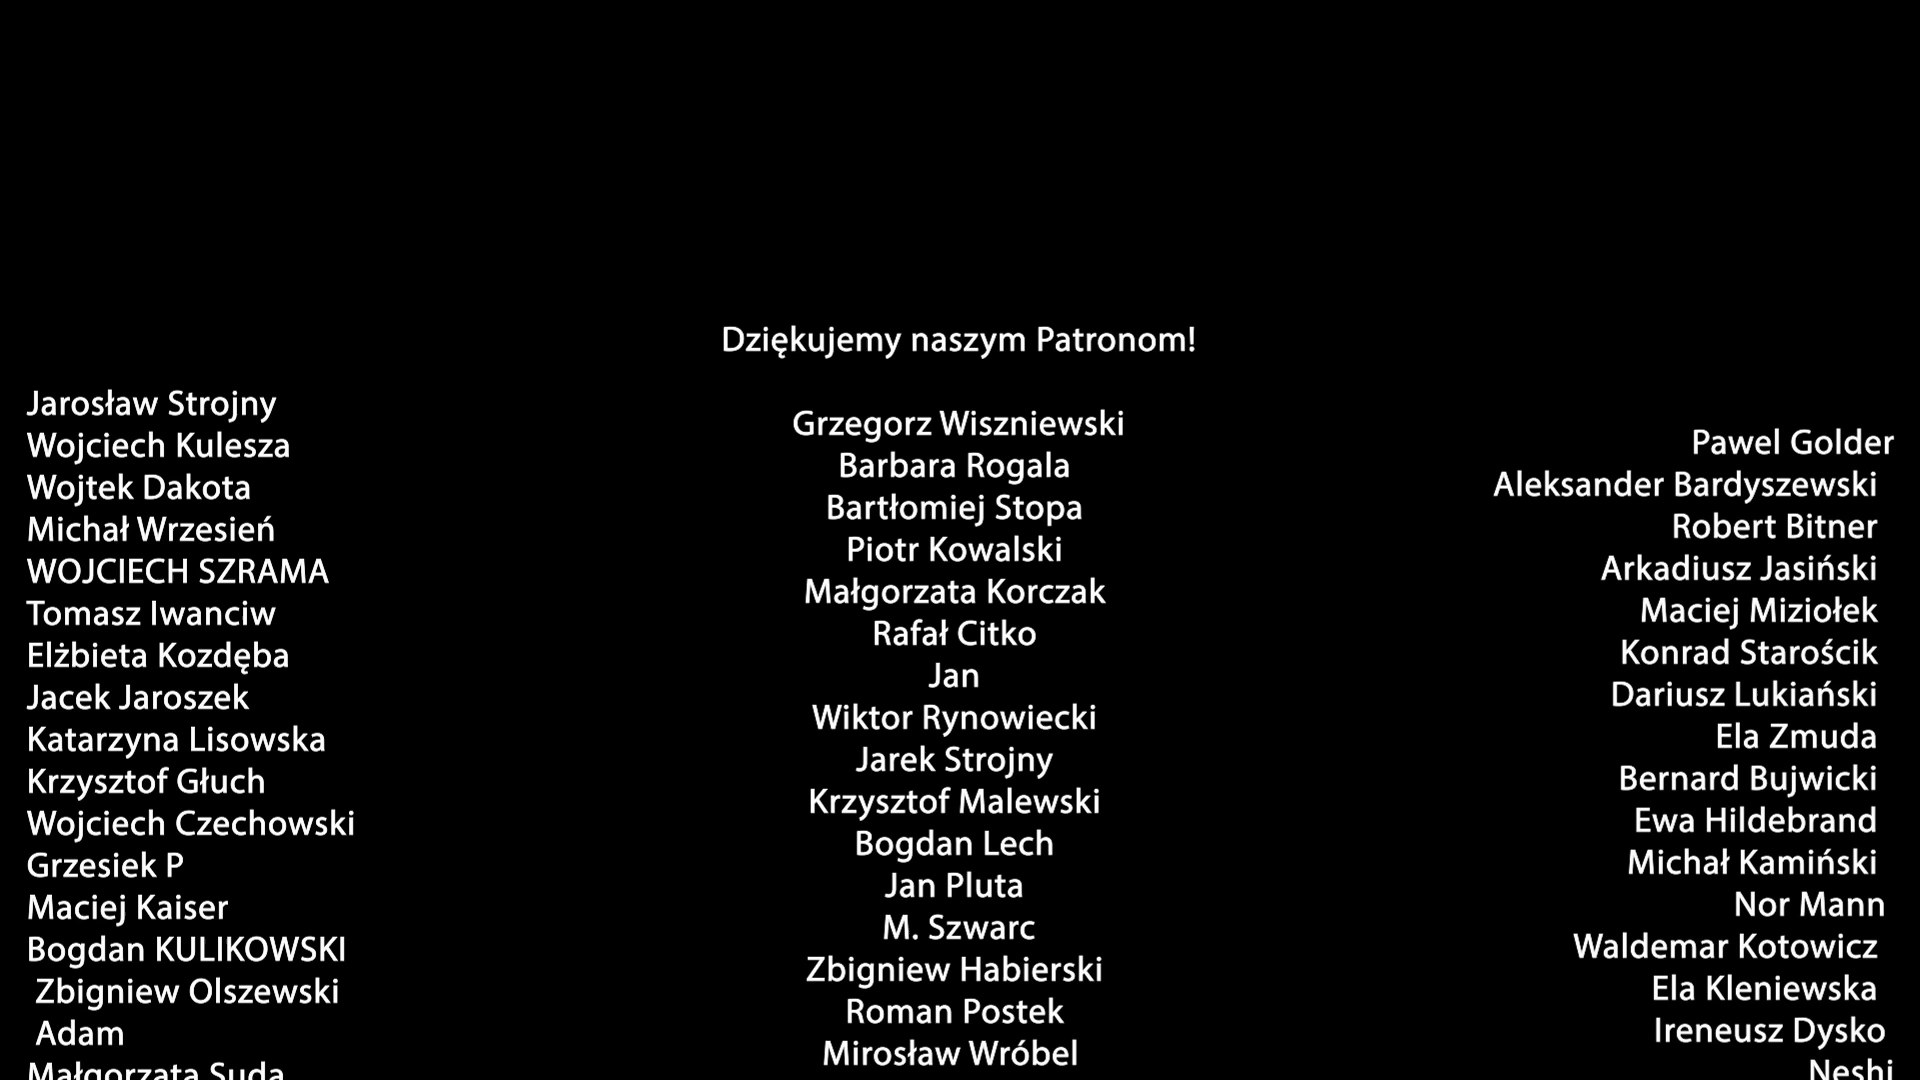 Dziękujemy naszym Patronom!
Jarosław Strojny
Wojciech Kulesza
Wojtek Dakota
Michał Wrzesień
WOJCIECH SZRAMA
Tomasz Iwanciw
Elżbieta Kozdęba
Jacek Jaroszek
Katarzyna Lisowska
Krzysztof Głuch
Wojciech Czechowski
Grzesiek P
Maciej Kaiser
Bogdan KULIKOWSKI
Zbigniew Olszewski
Adam
Małgorzata Suda
Grzegorz Wiszniewski
Barbara Rogala
Bartłomiej Stopa
Piotr Kowalski
Małgorzata Korczak
Rafał Citko
Jan
Wiktor Rynowiecki
Jarek Strojny
Krzysztof Malewski
Bogdan Lech
Jan Pluta
M. Szwarc
Zbigniew Habierski
Roman Postek
Mirosław Wróbel
Pawel Golder
Aleksander Bardyszewski
Robert Bitner
Arkadiusz Jasiński
Maciej Miziołek
Konrad Starościk
Dariusz Lukiański
Ela Zmuda
Bernard Bujwicki
Ewa Hildebrand
Michał Kamiński
Nor Mann
Waldemar Kotowicz
Ela Kleniewska
Ireneusz Dysko
Neshi